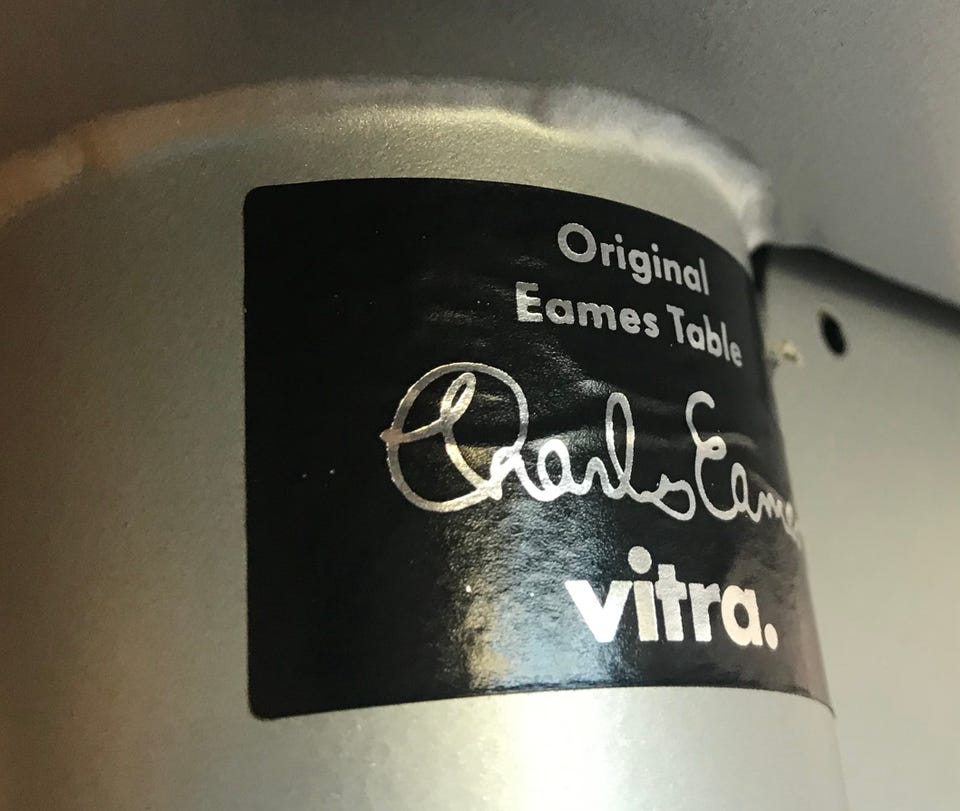 Original
Eames Table
Charles Eames
vitra.